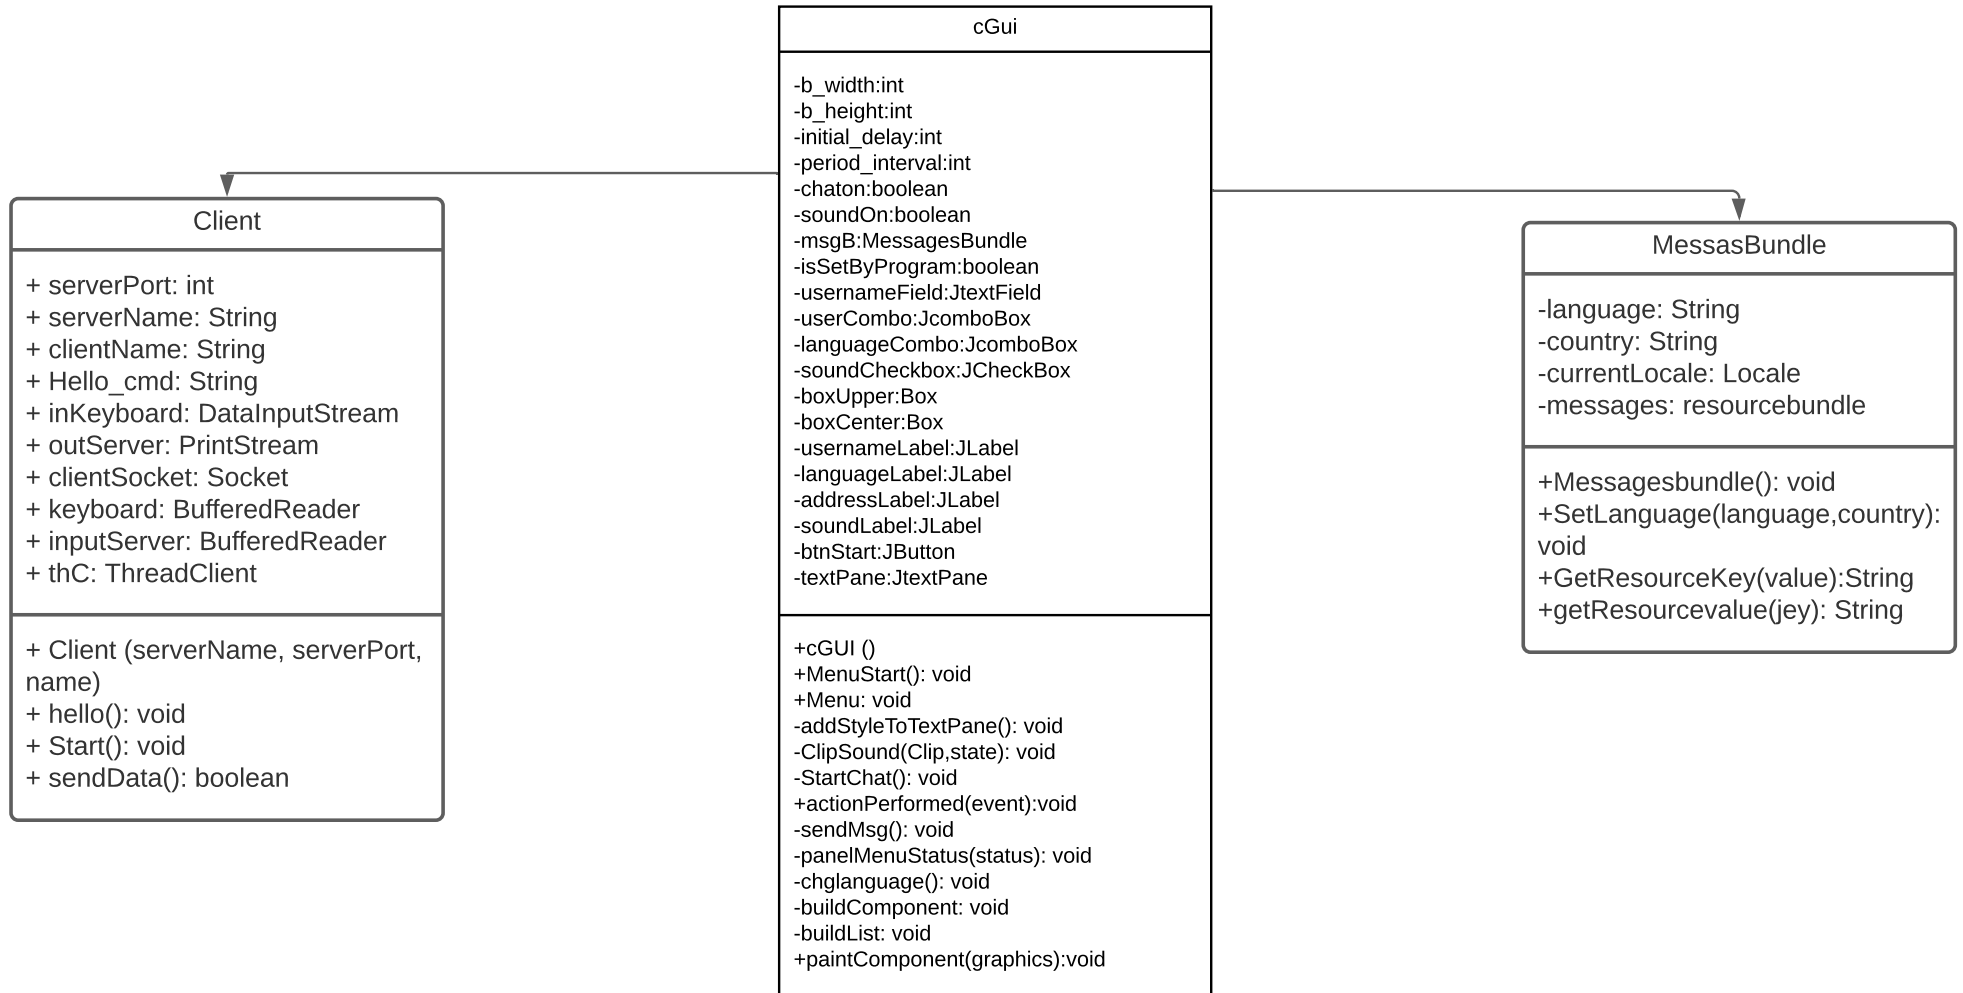 cGui
-b_width:int
-b_height:int
-initial_delay:int
-period_interval:int
-chaton:boolean
-soundOn:boolean
-msgB:MessagesBundle
-isSetByProgram:boolean
-usernameField:JtextField
-userCombo:JcomboBox
-languageCombo:JcomboBox
-soundCheckbox:JCheckBox
-boxUpper:Box
-boxCenter:Box
-usernameLabel:JLabel
-languageLabel:JLabel
-addressLabel:JLabel
-soundLabel:JLabel
-btnStart:JButton
-textPane:JtextPane
+cGUI ()
+MenuStart(): void
+Menu: void
-addStyleToTextPane(): void
-ClipSound(Clip,state): void
-StartChat(): void
+actionPerformed(event):void
-sendMsg(): void
-panelMenuStatus(status): void
-chglanguage(): void
-buildComponent: void
-buildList: void
+paintComponent(graphics):void
Client
+ serverPort: int
+ serverName: String
+ clientName: String
+ Hello_cmd: String
+ inKeyboard: DataInputStream
+ outServer: PrintStream
+ clientSocket: Socket
+ keyboard: BufferedReader
+ inputServer: BufferedReader
+ thC: ThreadClient
+ Client (serverName, serverPort,
name)
+ hello(): void
+ Start(): void
+ sendData(): boolean
MessasBundle
-language: String
-country: String
-currentLocale: Locale
-messages: resourcebundle
+Messagesbundle(): void
+SetLanguage(language,country):
void
+GetResourceKey(value):String
+getResourcevalue(jey): String